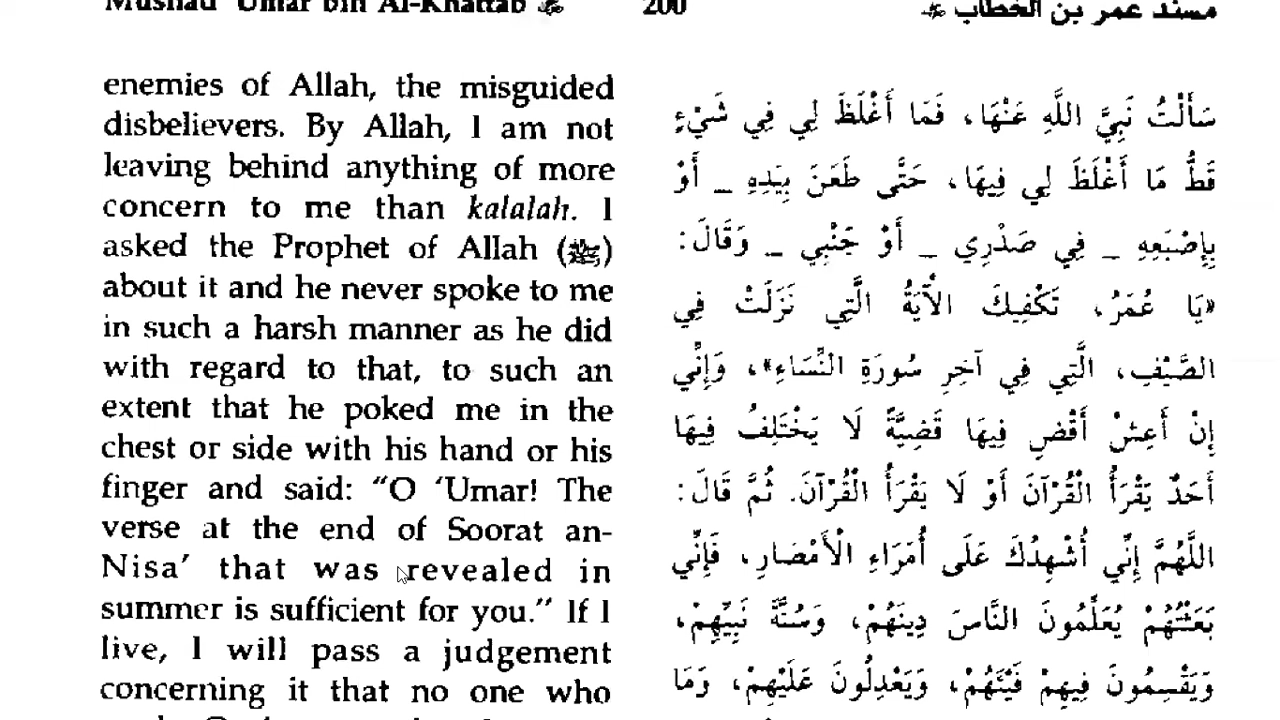 Musnad 'Umar bin Al-Khattab ﷺ 200 مسند عمر بن الخطاب
enemies of Allah, the misguided
disbelievers. By Allah, I am not
leaving behind anything of more
concern to me than kalalah. I
asked the Prophet of Allah (ﷺ)
about it and he never spoke to me
in such a harsh manner as he did
with regard to that, to such an
extent that he poked me in the
chest or side with his hand or his
finger and said: "O 'Umar! The
verse at the end of Soorat an-
Nisa' that was revealed in
summer is sufficient for you." If I
live, I will pass a judgement
concerning it that no one who
سَأَلْتُ نَبِيَّ اللَّهِ عَنْهَا، فَمَا أَغْلَظَ لِي فِي شَيْءٍ
قَطُّ مَا أَغْلَظَ لِي فِيهَا، حَتَّى طَعَنَ بِيَدِهِ _ أَوْ
بِإِصْبَعِهِ _ فِي صَدْرِي _ أَوْ جَنْبِي _ وَقَالَ:
«يَا عُمَرُ، تَكْفِيكَ الْآيَةُ الَّتِي نَزَلَتْ فِي
الصَّيْفِ، الَّتِي فِي آخِرِ سُورَةِ النِّسَاءِ»، وَإِنِّي
إِنْ أَعِشْ أَقْضِ فِيهَا قَضِيَّةً لَا يَخْتَلِفُ فِيهَا
أَحَدٌ يَقْرَأُ الْقُرْآنَ أَوْ لَا يَقْرَأُ الْقُرْآنَ. ثُمَّ قَالَ:
اللَّهُمَّ إِنِّي أُشْهِدُكَ عَلَى أُمَرَاءِ الْأَمْصَارِ، فَإِنِّي
بَعَثْتُهُمْ يُعَلِّمُونَ النَّاسَ دِينَهُمْ، وَسُنَّةَ نَبِيِّهِمْ،
وَيَقْسِمُونَ فِيهِمْ فَيْئَهُمْ، وَيَعْدِلُونَ عَلَيْهِمْ، وَمَا